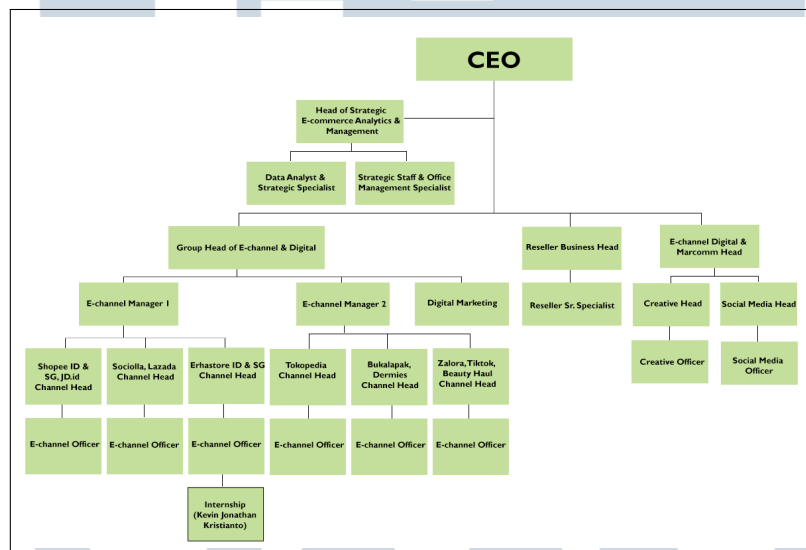 CEO
Head of Strategic
E-commerce Analytics &
Management
Data Analyst &
Strategic Specialist
Strategic Staff & Office
Management Specialist
Group Head of E-channel & Digital
Reseller Business Head
E-channel Digital &
Marcomm Head
E-channel Manager 1
E-channel Manager 2
Digital Marketing
Reseller Sr. Specialist
Creative Head
Social Media Head
Shopee ID &
SG, JD.id
Channel Head
Sociolla, Lazada
Channel Head
Erhastore ID & SG
Channel Head
Tokopedia
Channel Head
Bukalapak,
Dermies
Channel Head
Zalora, Tiktok,
Beauty Haul
Channel Head
Creative Officer
Social Media
Officer
E-channel Officer
E-channel Officer
E-channel Officer
E-channel Officer
E-channel Officer
E-channel Officer
Internship
(Kevin Jonathan
Kristianto)